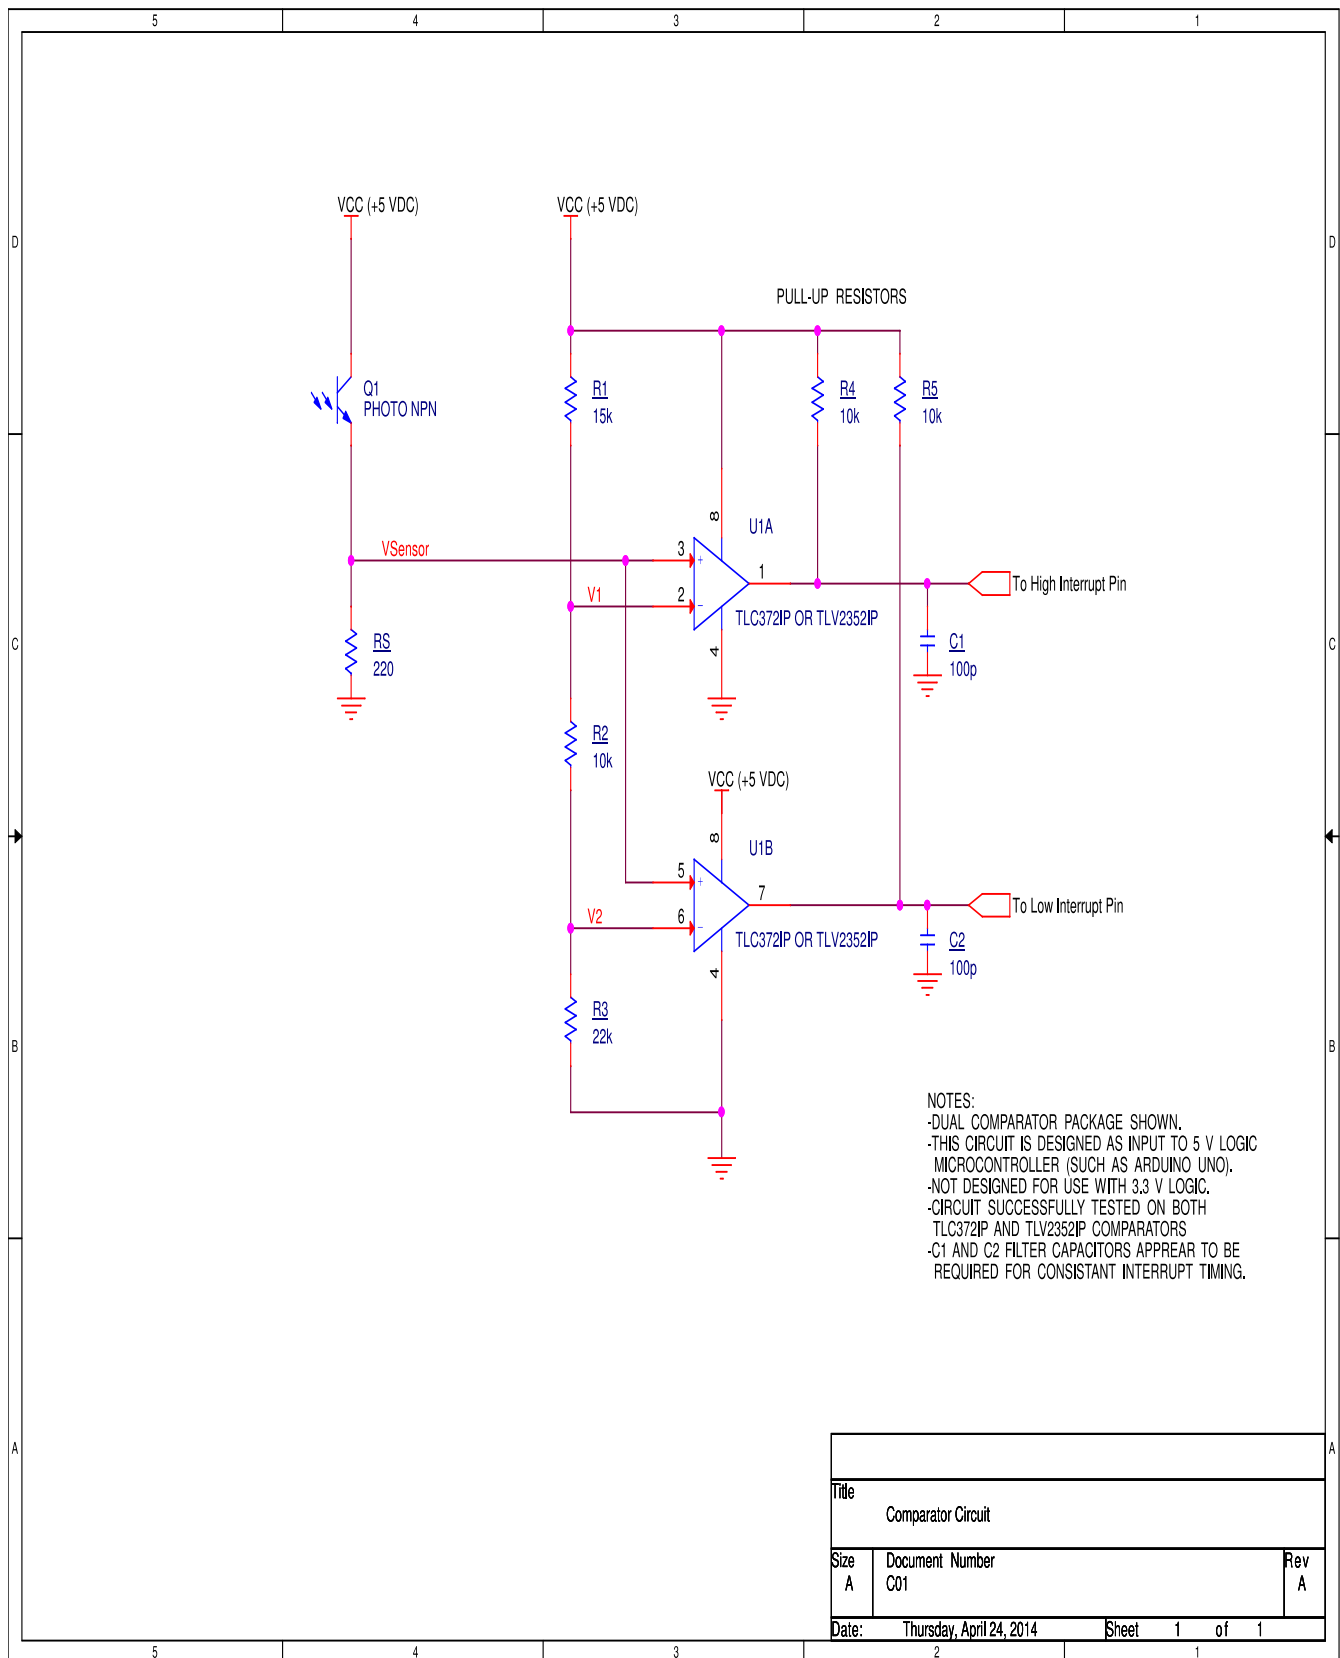 5 4 3 2 1
D D
VCC (+5 VDC) VCC (+5 VDC)
PULL-UP RESISTORS
Q1
PHOTO NPN
R1
15k
R4
10k
R5
10k
8
U1A
VSensor
3
+
1
To High Interrupt Pin
V1
2
-
TLC372IP OR TLV2352IP
4
C C
RS
220
C1
100p
R2
10k
VCC (+5 VDC)
8
U1B
5
+
7
To Low Interrupt Pin
V2
6
-
TLC372IP OR TLV2352IP
4
C2
100p
R3
22k
B B
NOTES:
-DUAL COMPARATOR PACKAGE SHOWN.
-THIS CIRCUIT IS DESIGNED AS INPUT TO 5 V LOGIC
MICROCONTROLLER (SUCH AS ARDUINO UNO).
-NOT DESIGNED FOR USE WITH 3.3 V LOGIC.
-CIRCUIT SUCCESSFULLY TESTED ON BOTH
TLC372IP AND TLV2352IP COMPARATORS
-C1 AND C2 FILTER CAPACITORS APPREAR TO BE
REQUIRED FOR CONSISTANT INTERRUPT TIMING.
A A
Title
Comparator Circuit
Size Document Number Rev
A C01 A
Date: Thursday, April 24, 2014 Sheet 1 of 1
5 4 3 2 1